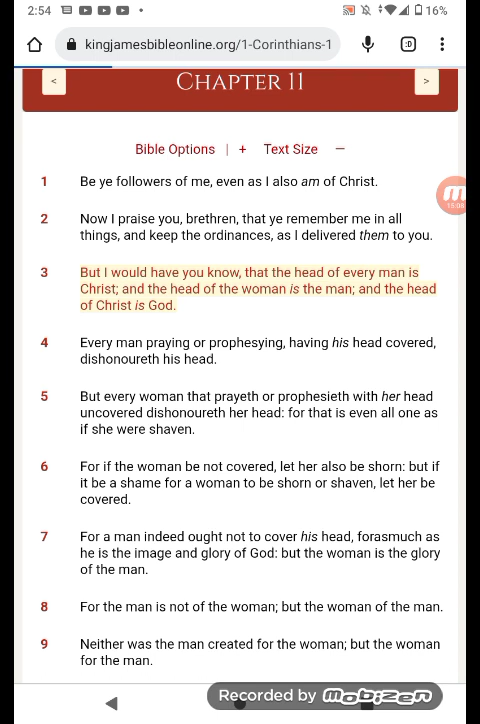 2:54 16%
kingjamesbibleonline.org/1-Corinthians-1 :D
< CHAPTER 11 >
Bible Options | + Text Size −
1 Be ye followers of me, even as I also am of Christ.
15:00
2 Now I praise you, brethren, that ye remember me in all
things, and keep the ordinances, as I delivered them to you.
3 But I would have you know, that the head of every man is
Christ; and the head of the woman is the man; and the head
of Christ is God.
4 Every man praying or prophesying, having his head covered,
dishonoureth his head.
5 But every woman that prayeth or prophesieth with her head
uncovered dishonoureth her head: for that is even all one as
if she were shaven.
6 For if the woman be not covered, let her also be shorn: but if
it be a shame for a woman to be shorn or shaven, let her be
covered.
7 For a man indeed ought not to cover his head, forasmuch as
he is the image and glory of God: but the woman is the glory
of the man.
8 For the man is not of the woman; but the woman of the man.
9 Neither was the man created for the woman; but the woman
for the man.
Recorded by mobizen